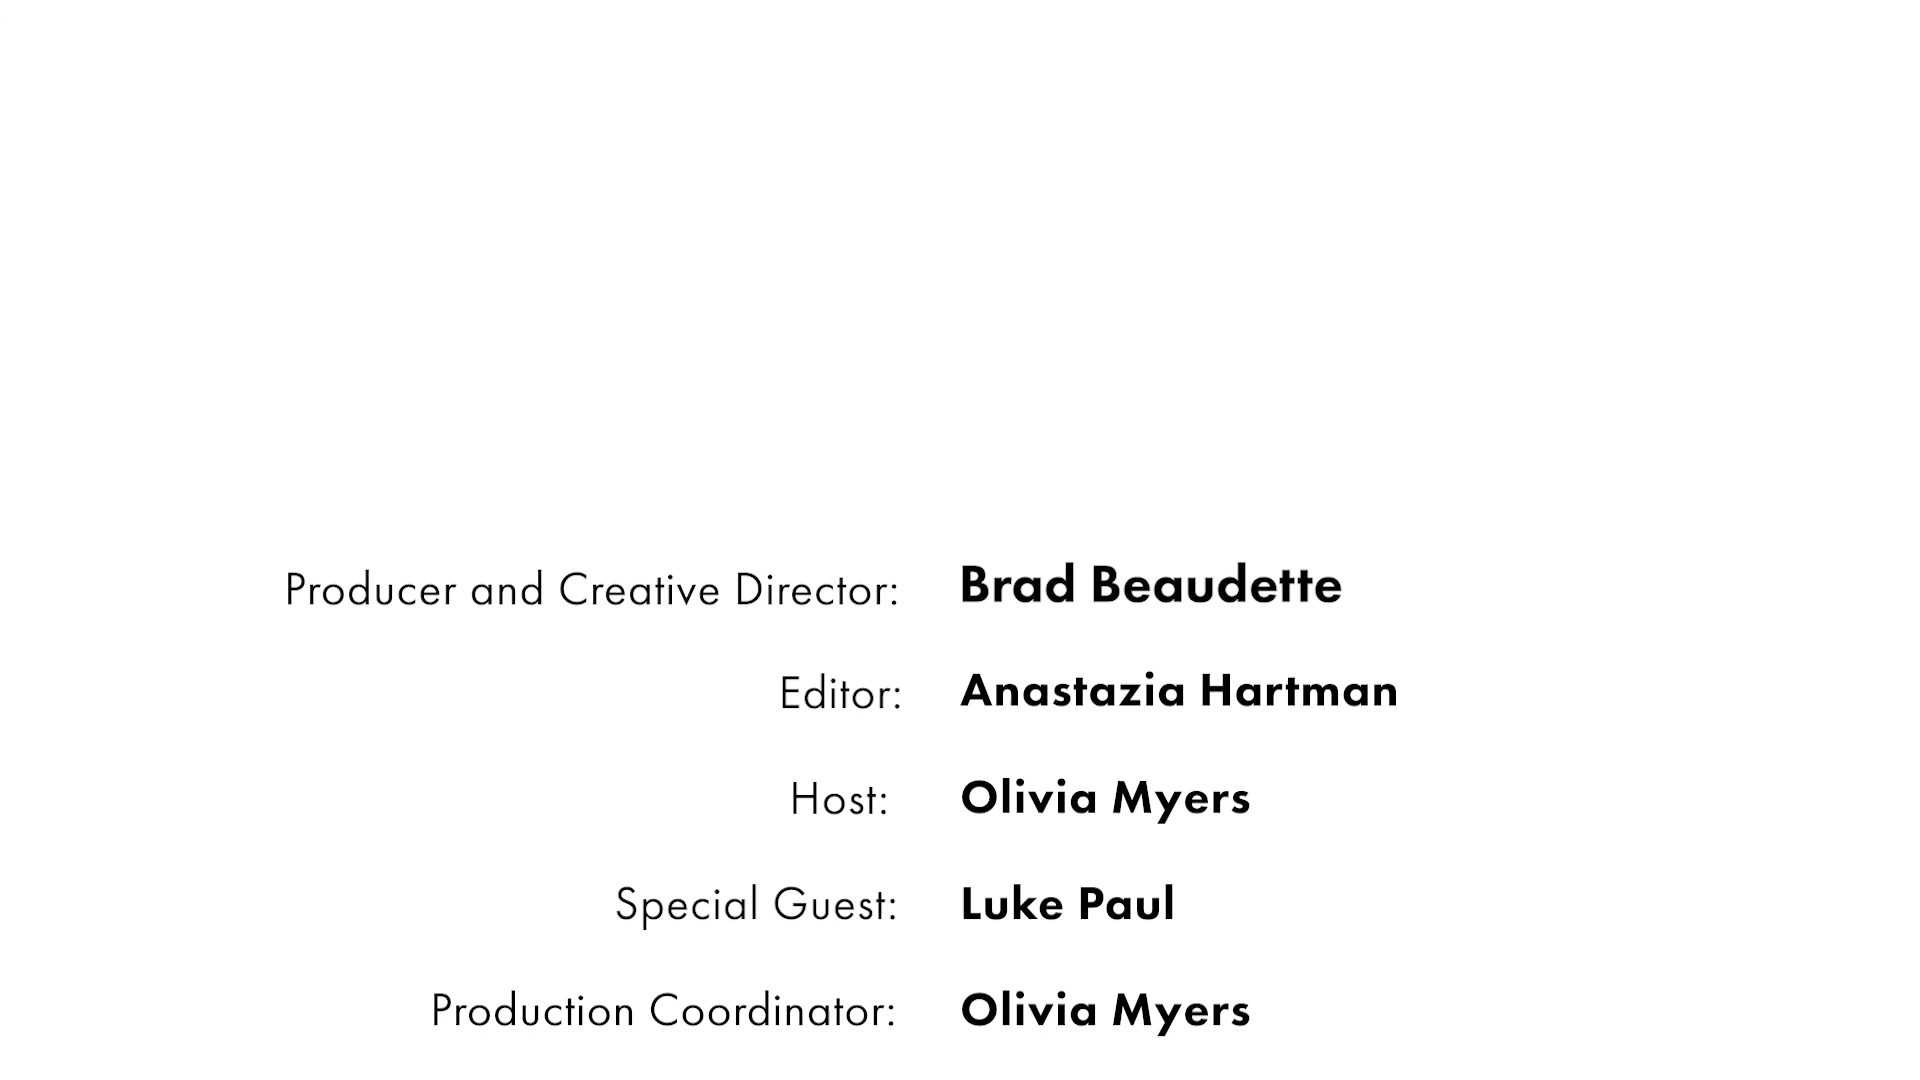 Producer and Creative Director: Brad Beaudette
Editor: Anastazia Hartman
Host: Olivia Myers
Special Guest: Luke Paul
Production Coordinator: Olivia Myers